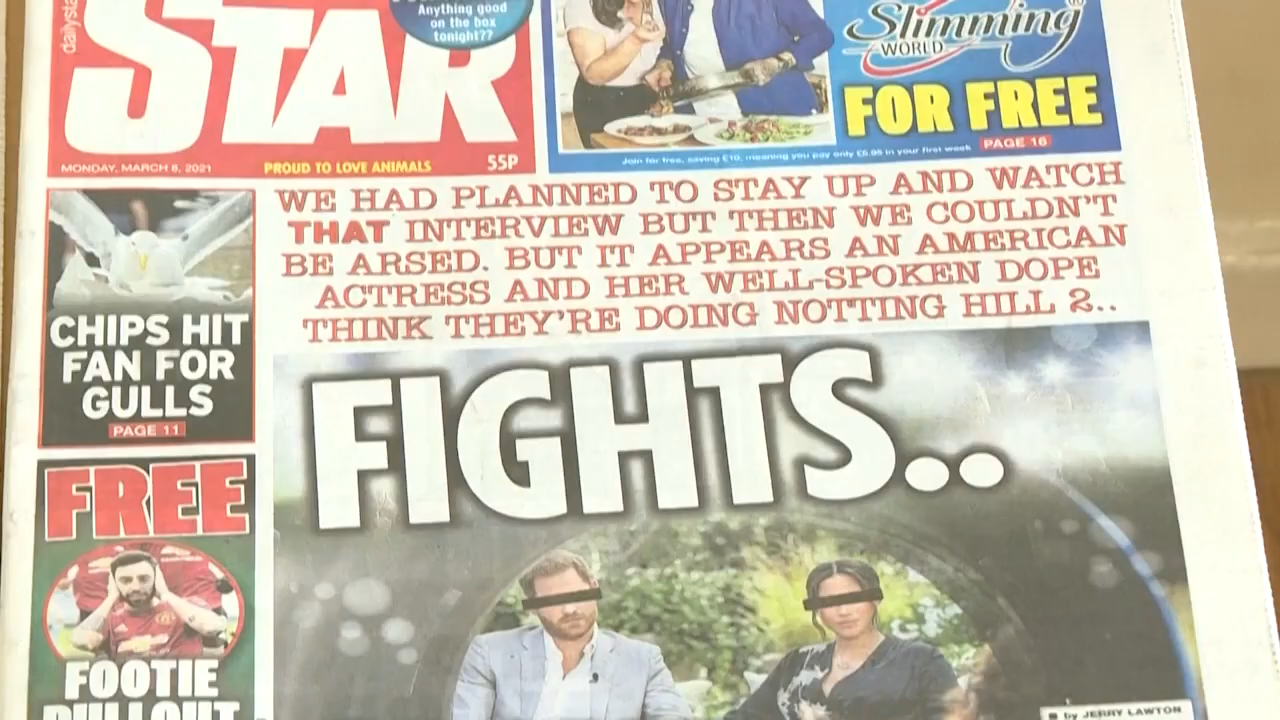 dailysta
STAR
Anything good
on the box
tonight??
MONDAY, MARCH 8, 2021
PROUD TO LOVE ANIMALS
55P
Slimming
WORLD
FOR FREE
PAGE 16
Join for free, saving £10, meaning you pay only £5.95 in your first week
WE HAD PLANNED TO STAY UP AND WATCH
THAT INTERVIEW BUT THEN WE COULDN'T
BE ARSED. BUT IT APPEARS AN AMERICAN
ACTRESS AND HER WELL-SPOKEN DOPE
THINK THEY'RE DOING NOTTING HILL 2..
CHIPS HIT
FAN FOR
GULLS
PAGE 11
FREE
FOOTIE
PULLOUT
FIGHTS..
by JERRY LAWTON